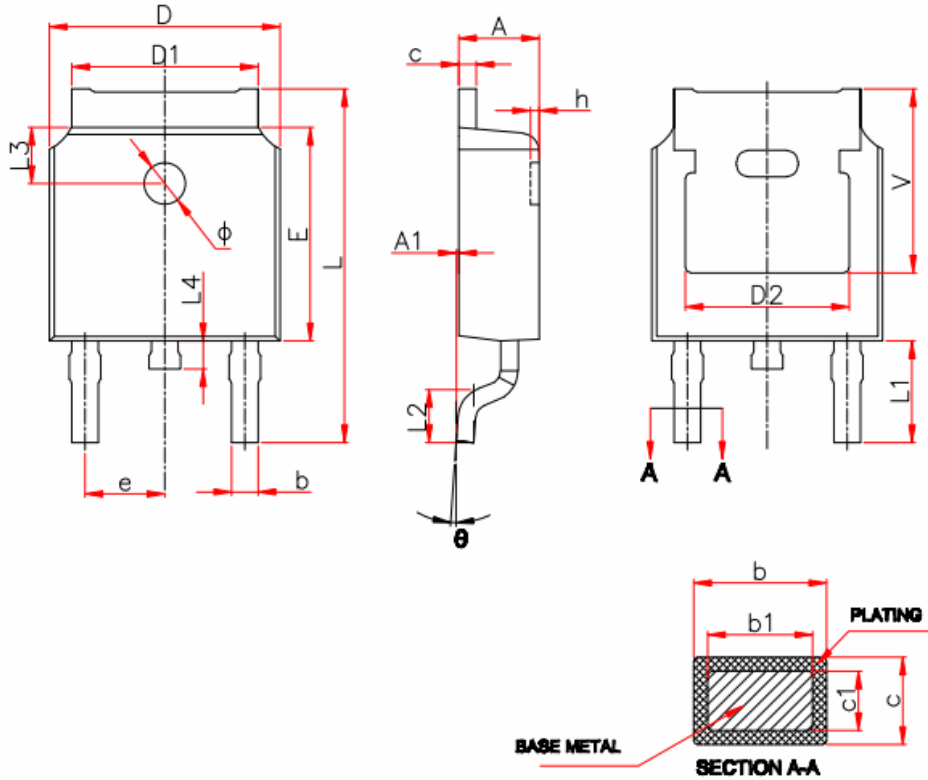 D
D1
L3
ϕ
E
L
L4
e
b
A
c
h
A1
L2
θ
V
D2
L1
A A
b
b1
PLATING
c1
c
BASE METAL
SECTION A-A